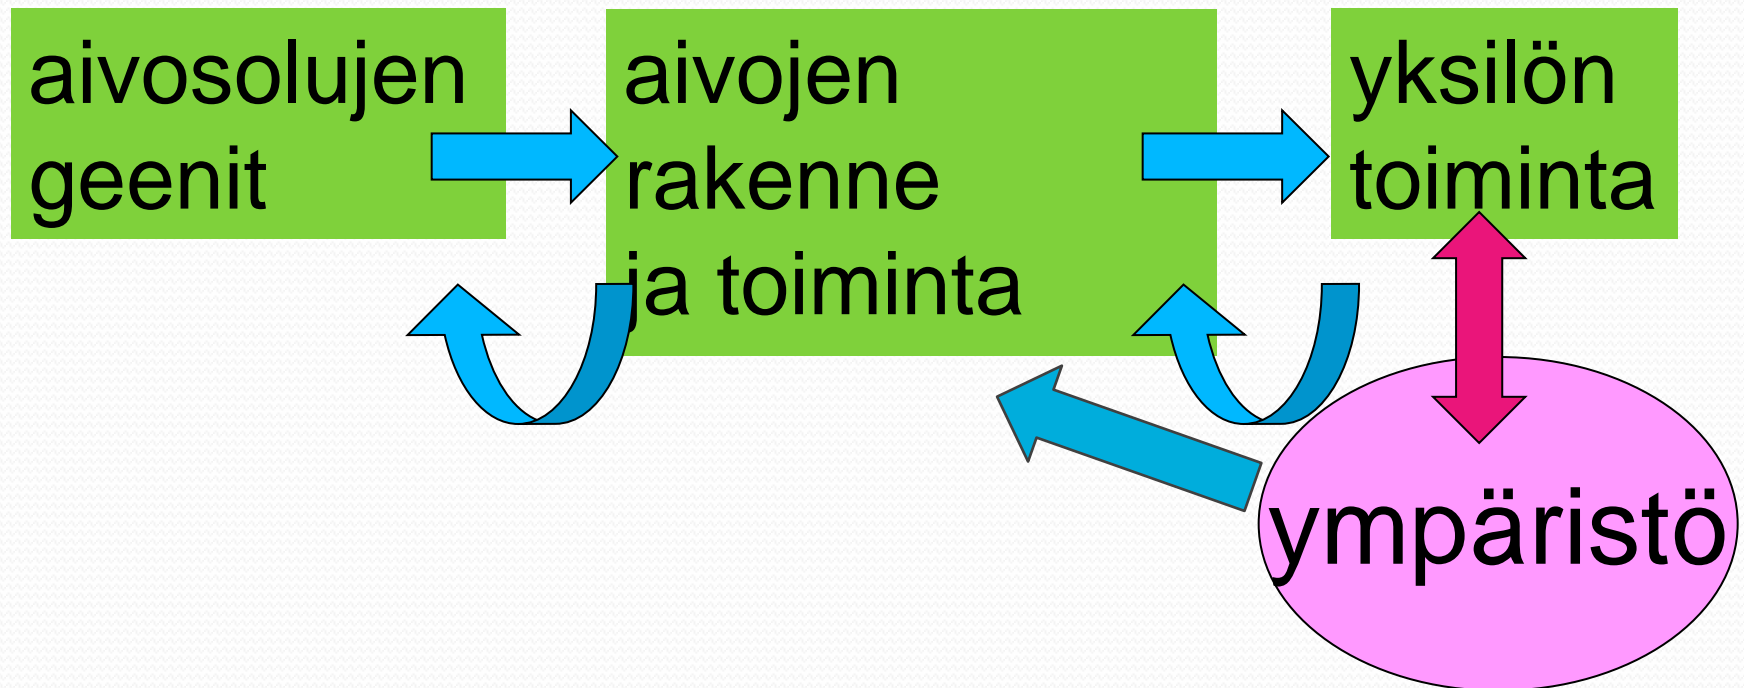 aivosolujen
geenit
aivojen
rakenne
ja toiminta
yksilön
toiminta
ympäristö